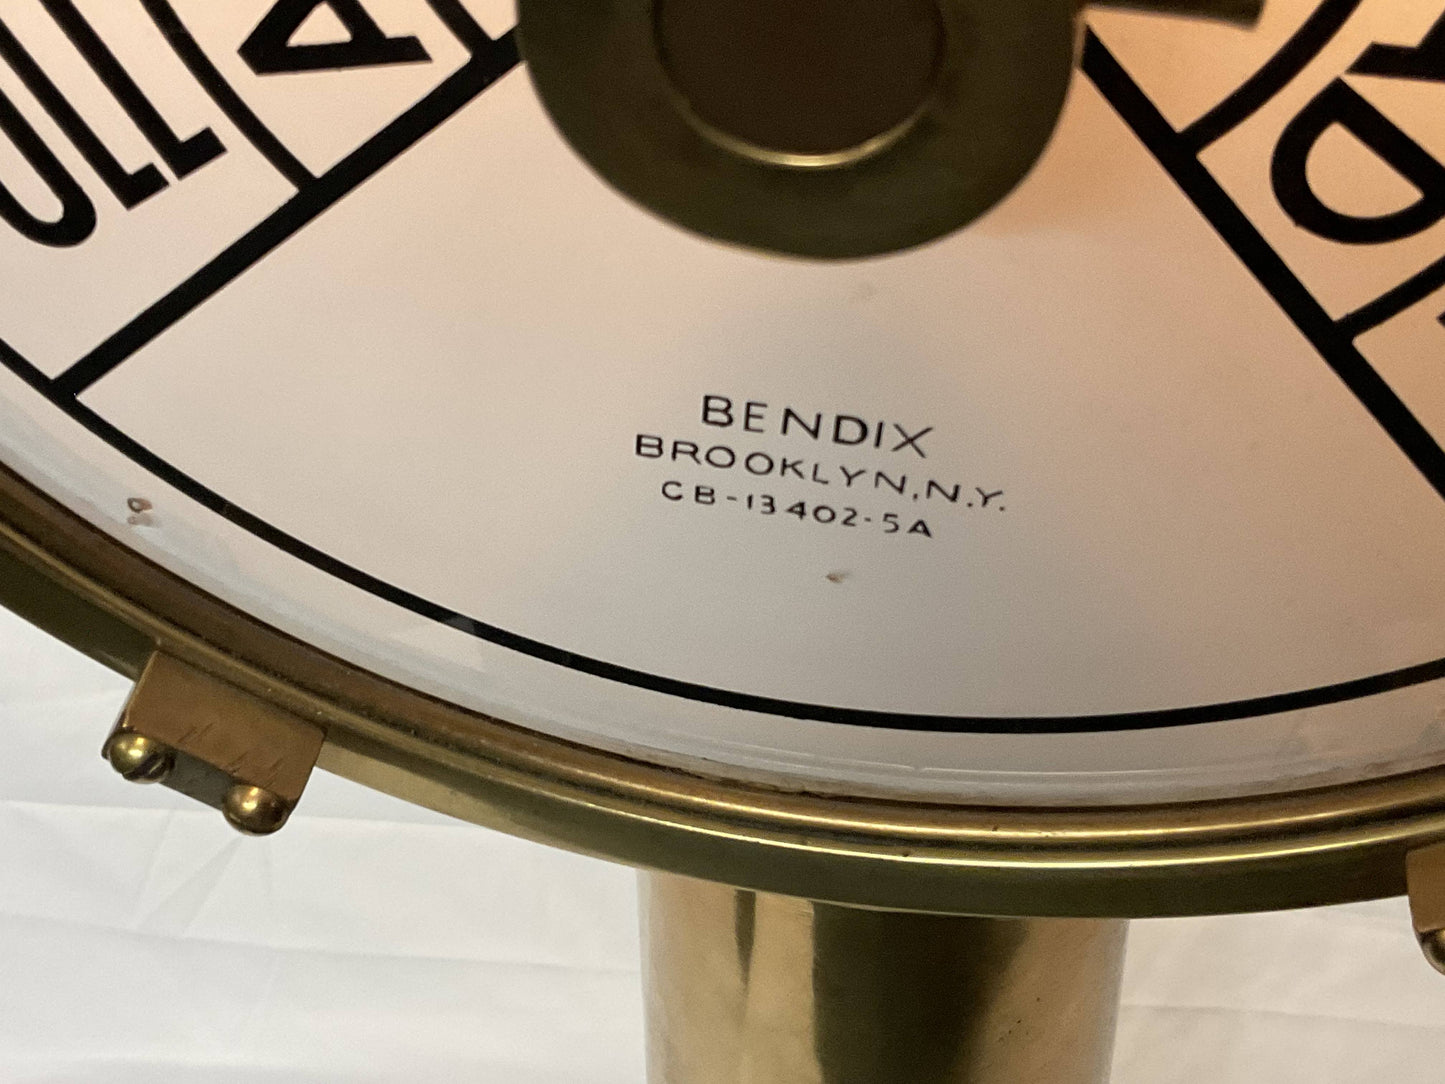 BENDIX
BROOKLYN, N.Y.
CB-13402-5A